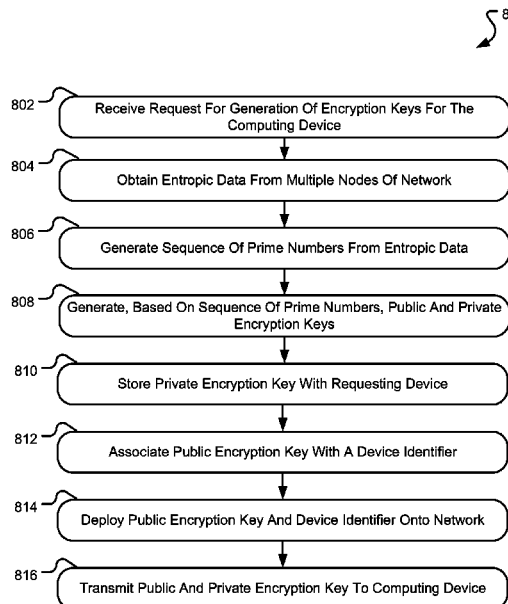 8
802
Receive Request For Generation Of Encryption Keys For The
Computing Device
804
Obtain Entropic Data From Multiple Nodes Of Network
806
Generate Sequence Of Prime Numbers From Entropic Data
808
Generate, Based On Sequence Of Prime Numbers, Public And Private
Encryption Keys
810
Store Private Encryption Key With Requesting Device
812
Associate Public Encryption Key With A Device Identifier
814
Deploy Public Encryption Key And Device Identifier Onto Network
816
Transmit Public And Private Encryption Key To Computing Device